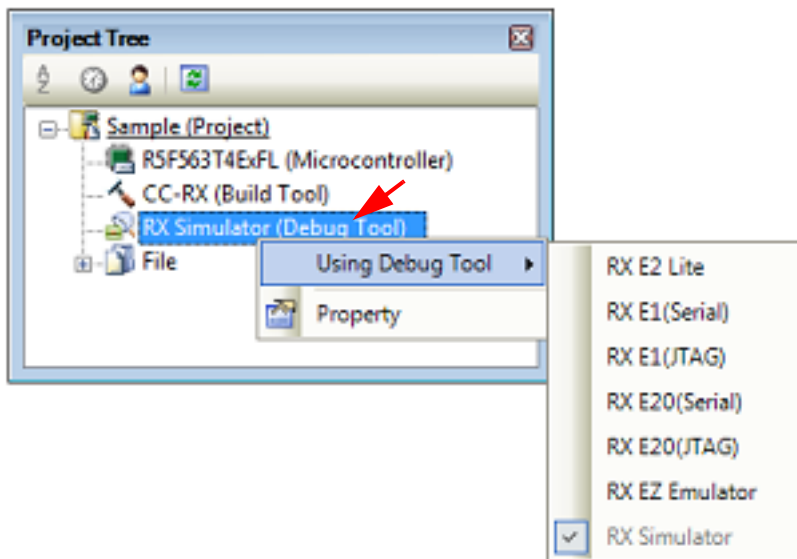 Project Tree
Sample (Project)
R5F563T4ExFL (Microcontroller)
CC-RX (Build Tool)
RX Simulator (Debug Tool)
File
Using Debug Tool
Property
RX E2 Lite
RX E1(Serial)
RX E1(JTAG)
RX E20(Serial)
RX E20(JTAG)
RX EZ Emulator
RX Simulator